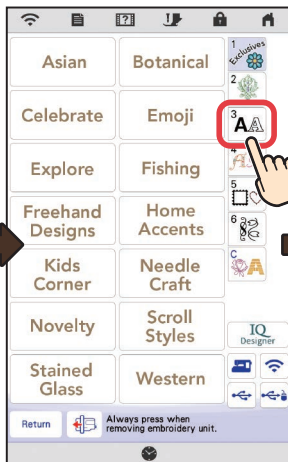 Asian
Botanical
Celebrate
Emoji
Explore
Fishing
Freehand
Designs
Home
Accents
Kids
Corner
Needle
Craft
Novelty
Scroll
Styles
Stained
Glass
Western
1
Exclusives
2
3
AA
4
A
5
6
C
A
IQ
Designer
Return
Always press when
removing embroidery unit.